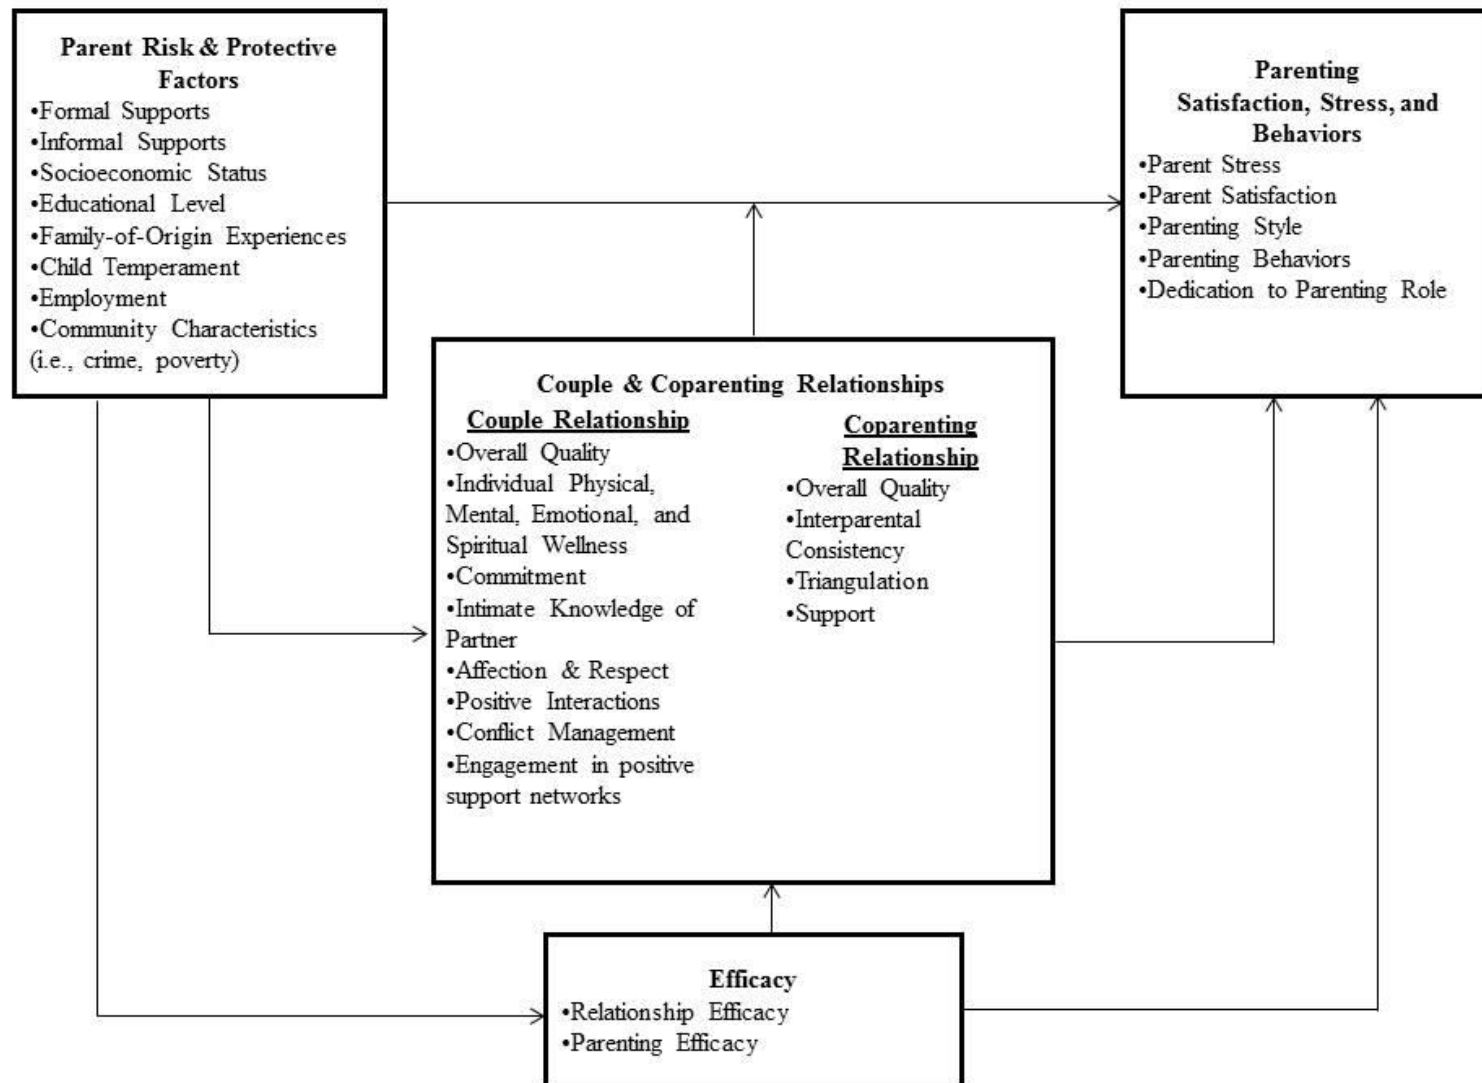 Parent Risk & Protective
Factors
•Formal Supports
•Informal Supports
•Socioeconomic Status
•Educational Level
•Family-of-Origin Experiences
•Child Temperament
•Employment
•Community Characteristics
(i.e., crime, poverty)
Parenting
Satisfaction, Stress, and
Behaviors
•Parent Stress
•Parent Satisfaction
•Parenting Style
•Parenting Behaviors
•Dedication to Parenting Role
Couple & Coparenting Relationships
Couple Relationship
•Overall Quality
•Individual Physical,
Mental, Emotional, and
Spiritual Wellness
•Commitment
•Intimate Knowledge of
Partner
•Affection & Respect
•Positive Interactions
•Conflict Management
•Engagement in positive
support networks
Coparenting
Relationship
•Overall Quality
•Interparental
Consistency
•Triangulation
•Support
Efficacy
•Relationship Efficacy
•Parenting Efficacy